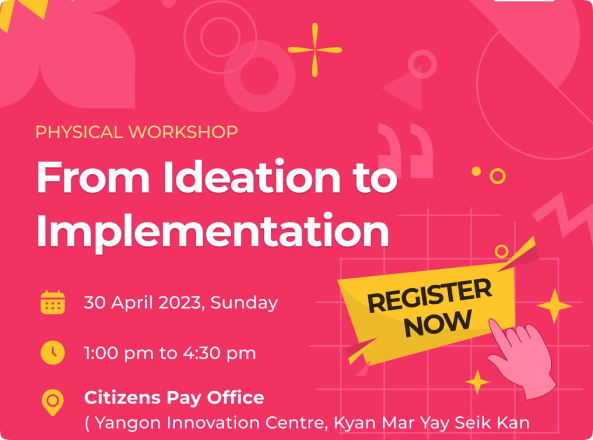 PHYSICAL WORKSHOP
From Ideation to
Implementation
30 April 2023, Sunday
REGISTER
NOW
1:00 pm to 4:30 pm
Citizens Pay Office
( Yangon Innovation Centre, Kyan Mar Yay Seik Kan